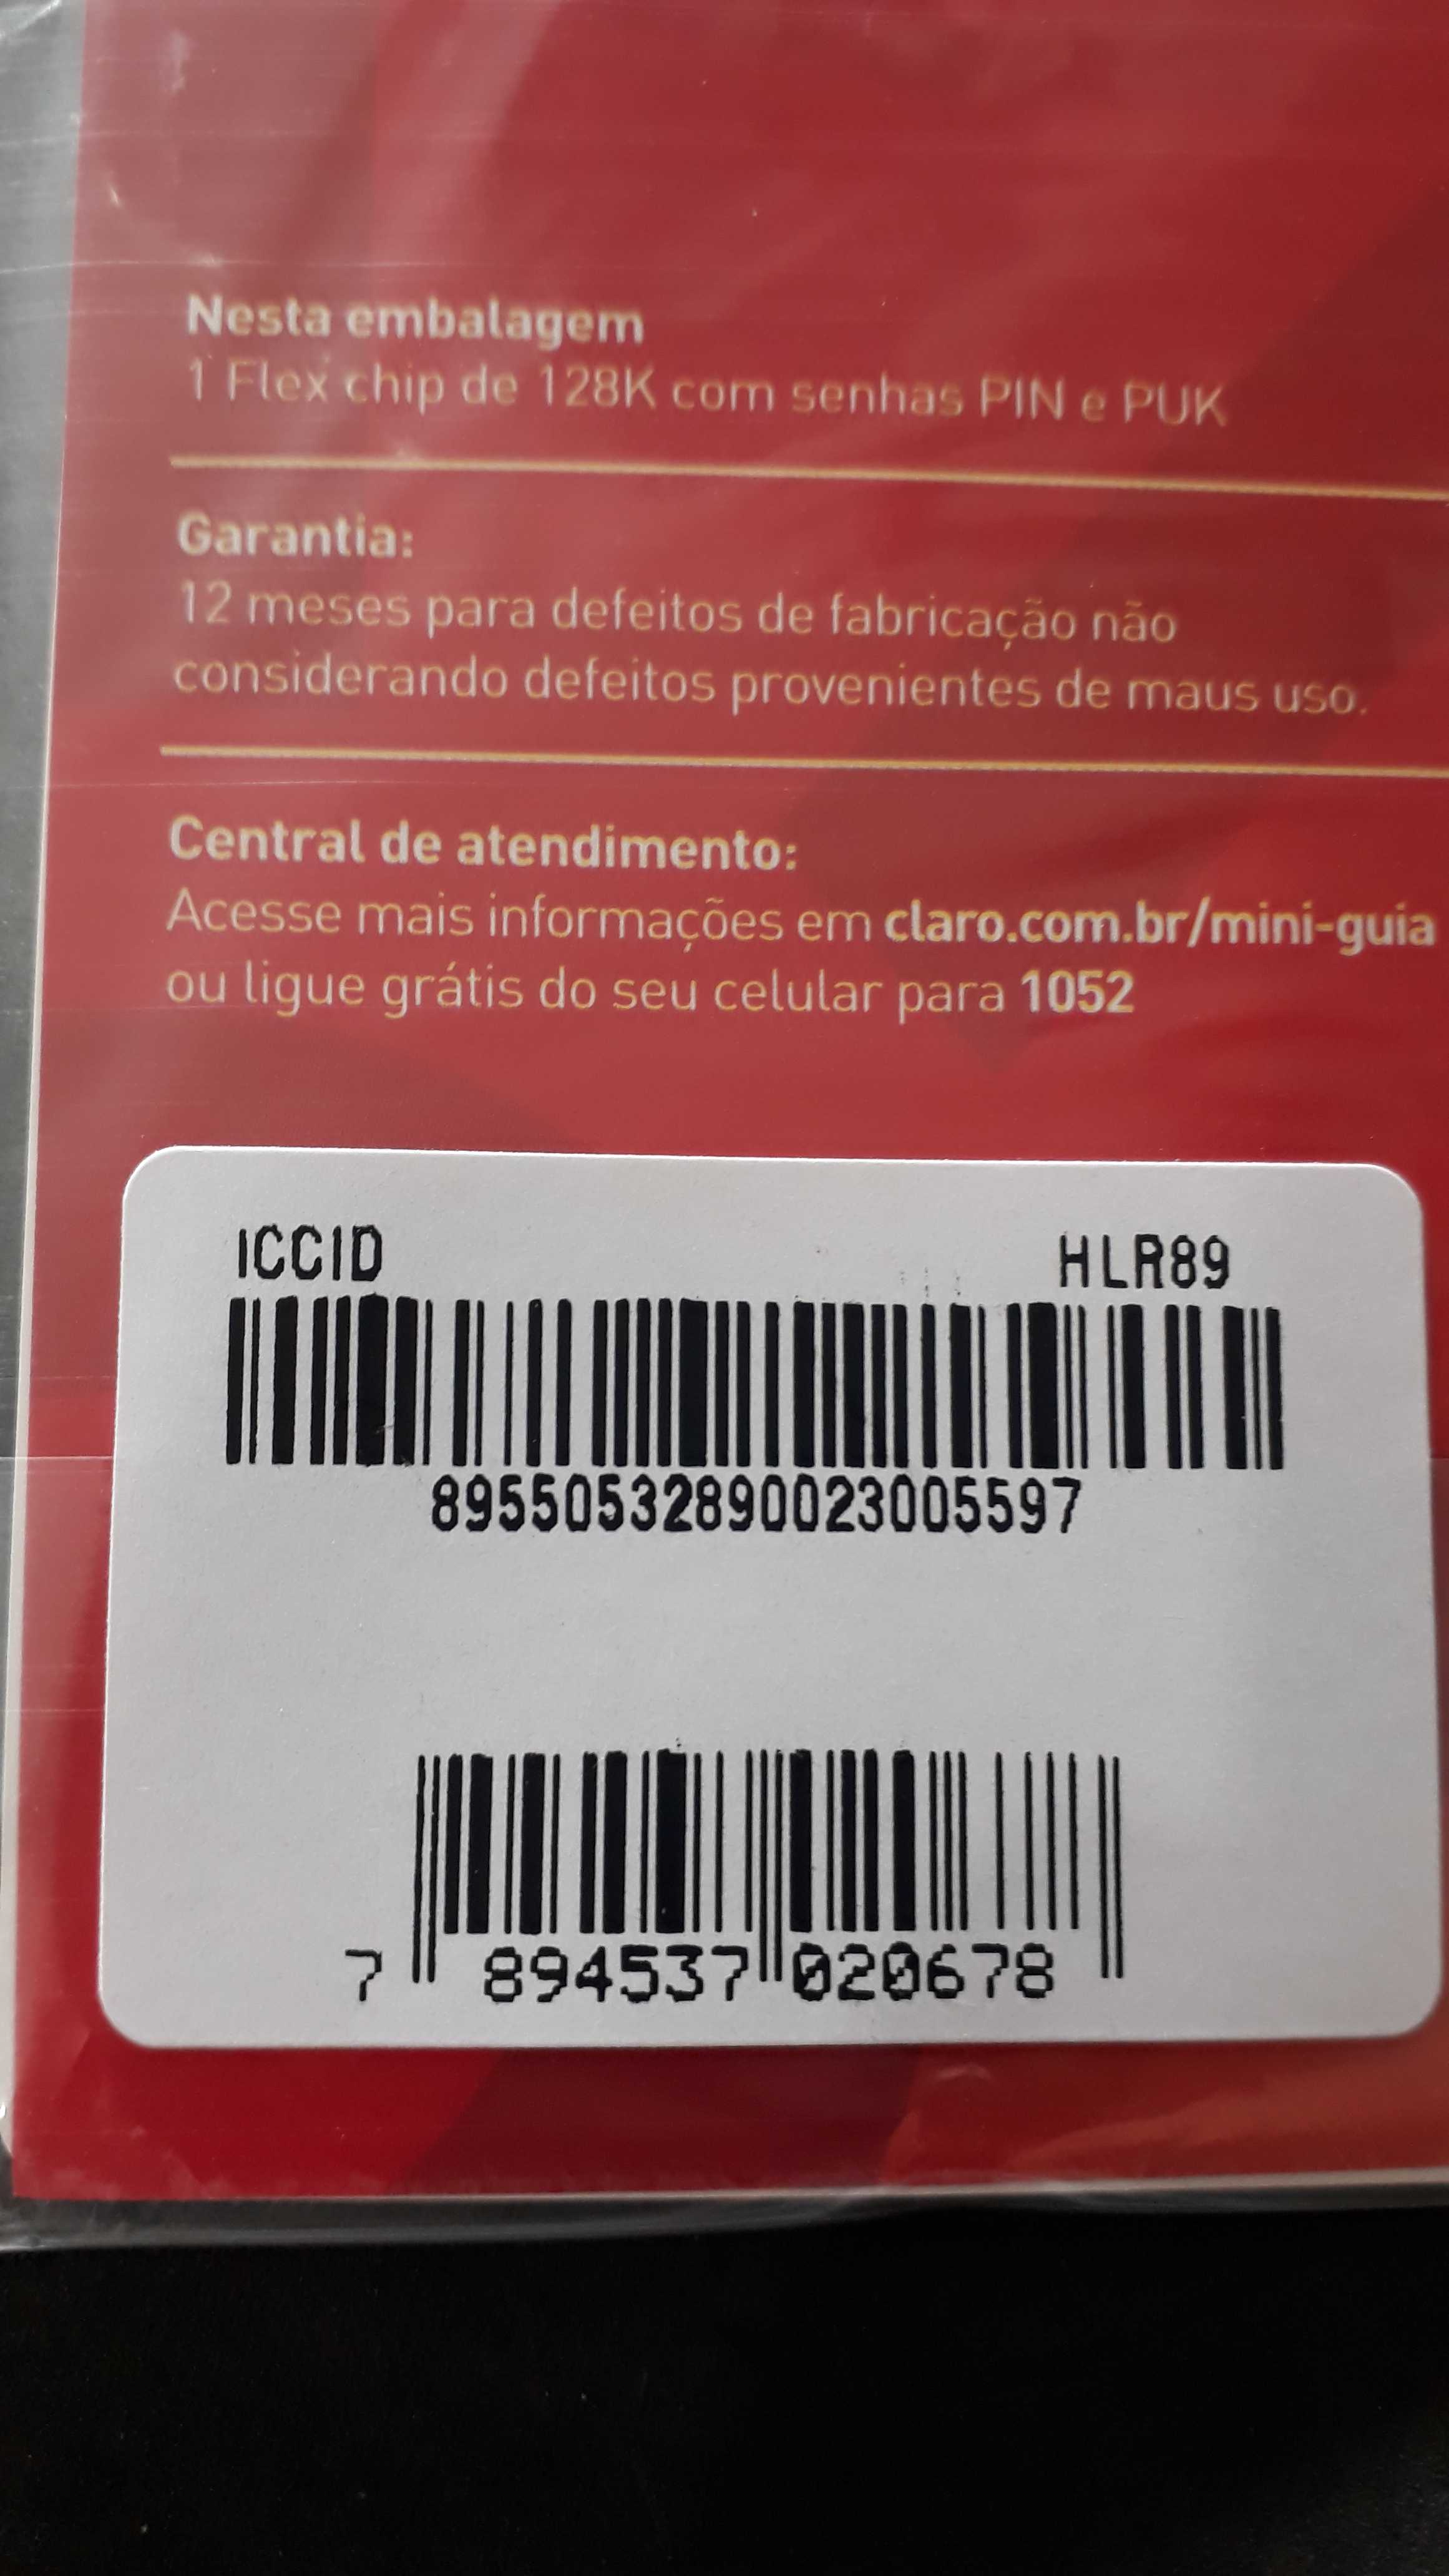 Nesta embalagem
1 Flex chip de 128K com senhas PIN e PUK
Garantia:
12 meses para defeitos de fabricação não
considerando defeitos provenientes de maus uso.
Central de atendimento:
Acesse mais informações em claro.com.br/mini-guia
ou ligue grátis do seu celular para 1052
ICCID HLR89
89550532890023005597
7 894537 020678